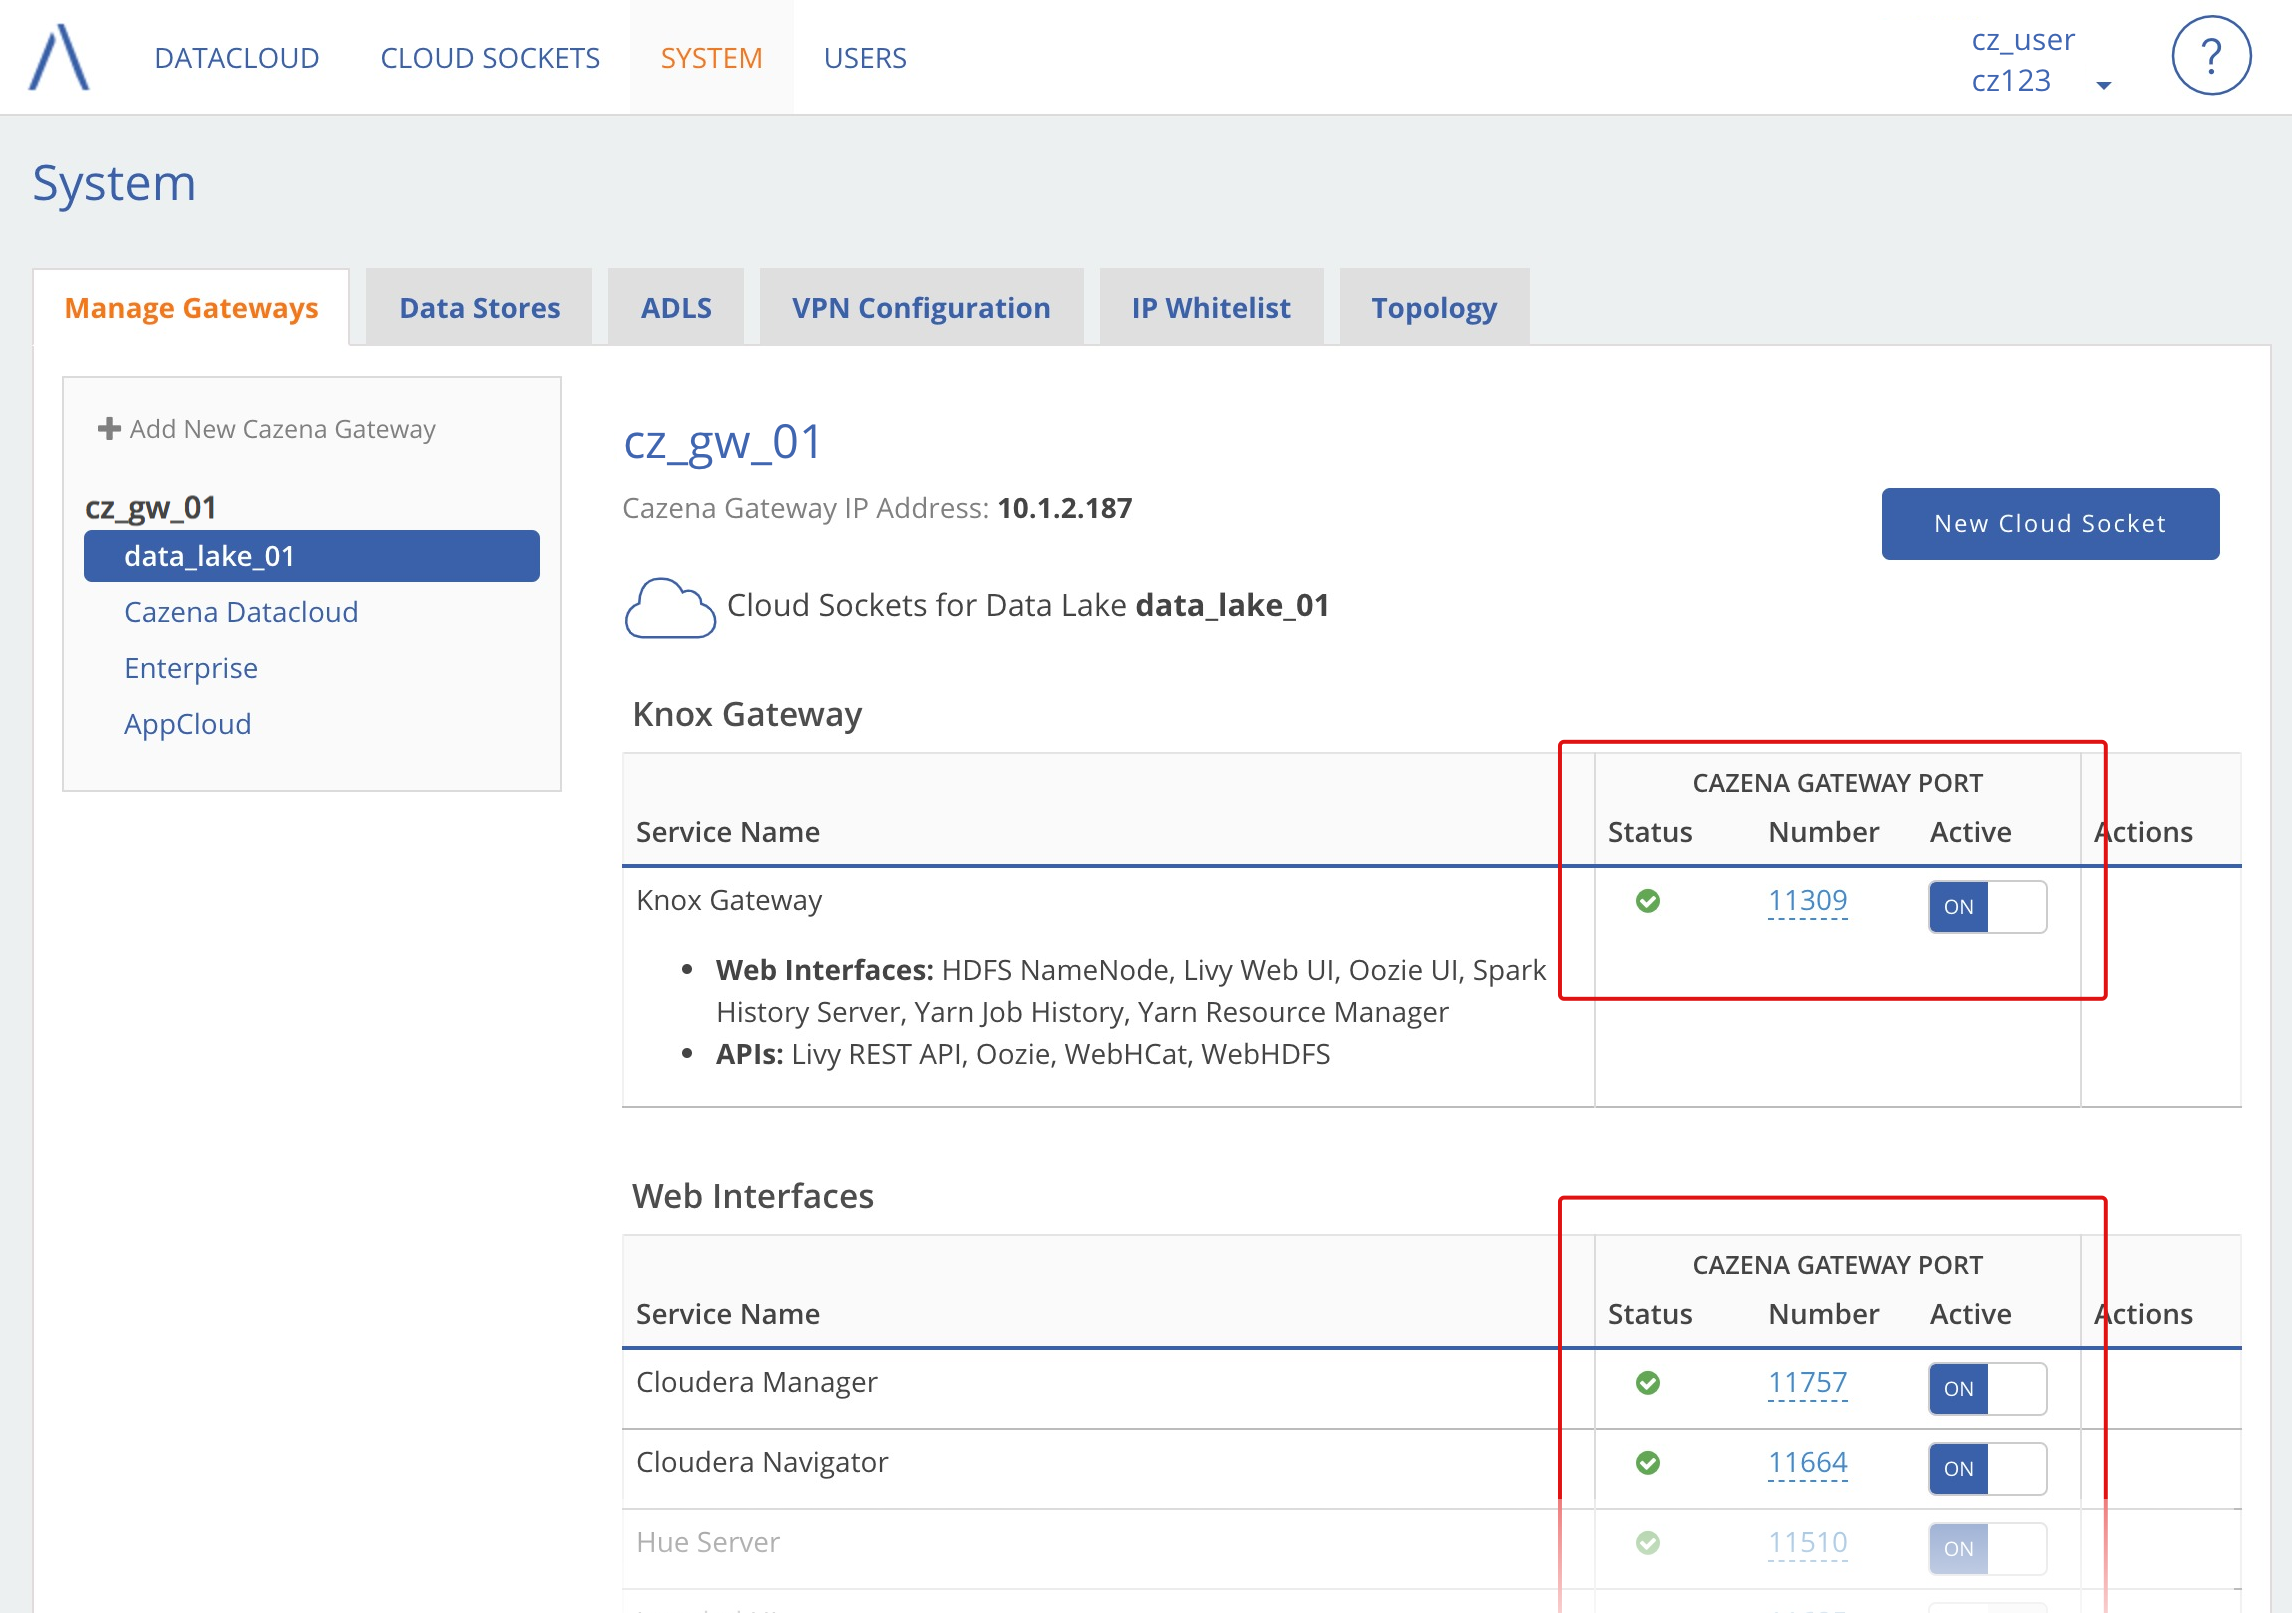 DATACLOUD CLOUD SOCKETS SYSTEM USERS
cz_user
cz123
?
System
Manage Gateways Data Stores ADLS VPN Configuration IP Whitelist Topology
Add New Cazena Gateway
cz_gw_01
data_lake_01
Cazena Datacloud
Enterprise
AppCloud
cz_gw_01
Cazena Gateway IP Address: 10.1.2.187
New Cloud Socket
Cloud Sockets for Data Lake data_lake_01
Knox Gateway
CAZENA GATEWAY PORT
Service Name Status Number Active Actions
Knox Gateway 11309 ON
• Web Interfaces: HDFS NameNode, Livy Web UI, Oozie UI, Spark
History Server, Yarn Job History, Yarn Resource Manager
• APIs: Livy REST API, Oozie, WebHCat, WebHDFS
Web Interfaces
CAZENA GATEWAY PORT
Service Name Status Number Active Actions
Cloudera Manager 11757 ON
Cloudera Navigator 11664 ON
Hue Server 11510 ON